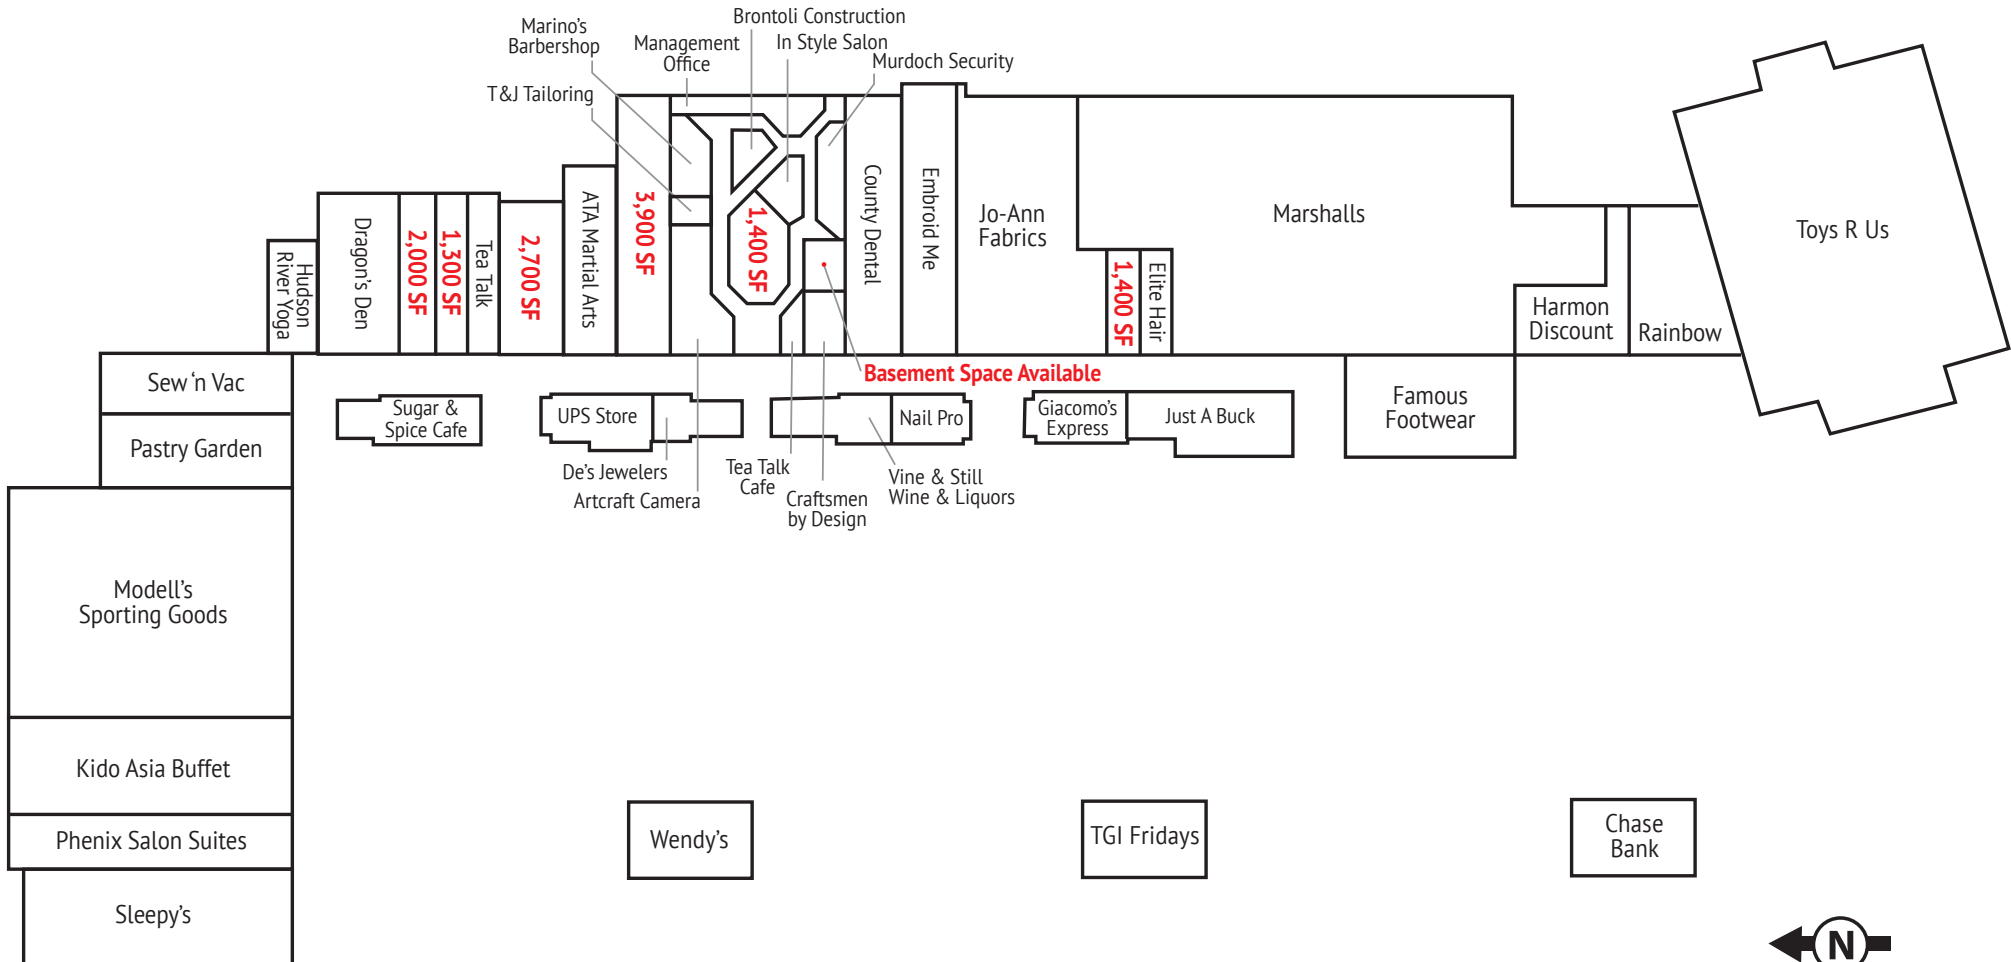 Brontoli Construction
Marino's
Barbershop
Management
Office
In Style Salon
Murdoch Security
T&J Tailoring
Hudson
River Yoga
Dragon's Den
2,0000 SF
1,300 SF
Tea Talk
2,700 SF
ATA Martial Arts
3,900 SF
1,400 SF
County Dental
Embroid Me
Jo-Ann
Fabrics
1,400 SF
Elite Hair
Marshalls
Harmon
Discount
Rainbow
Toys R Us
Basement Space Available
Sew ‘n Vac
Pastry Garden
Sugar &
Spice Cafe
UPS Store
Nail Pro
Giacomo's
Express
Just A Buck
Famous
Footwear
De's Jewelers
Artcraft Camera
Tea Talk
Cafe
Craftsmen
by Design
Vine & Still
Wine & Liquors
Modell's
Sporting Goods
Kido Asia Buffet
Phenix Salon Suites
Sleepy's
Wendy's
TGI Fridays
Chase
Bank
N